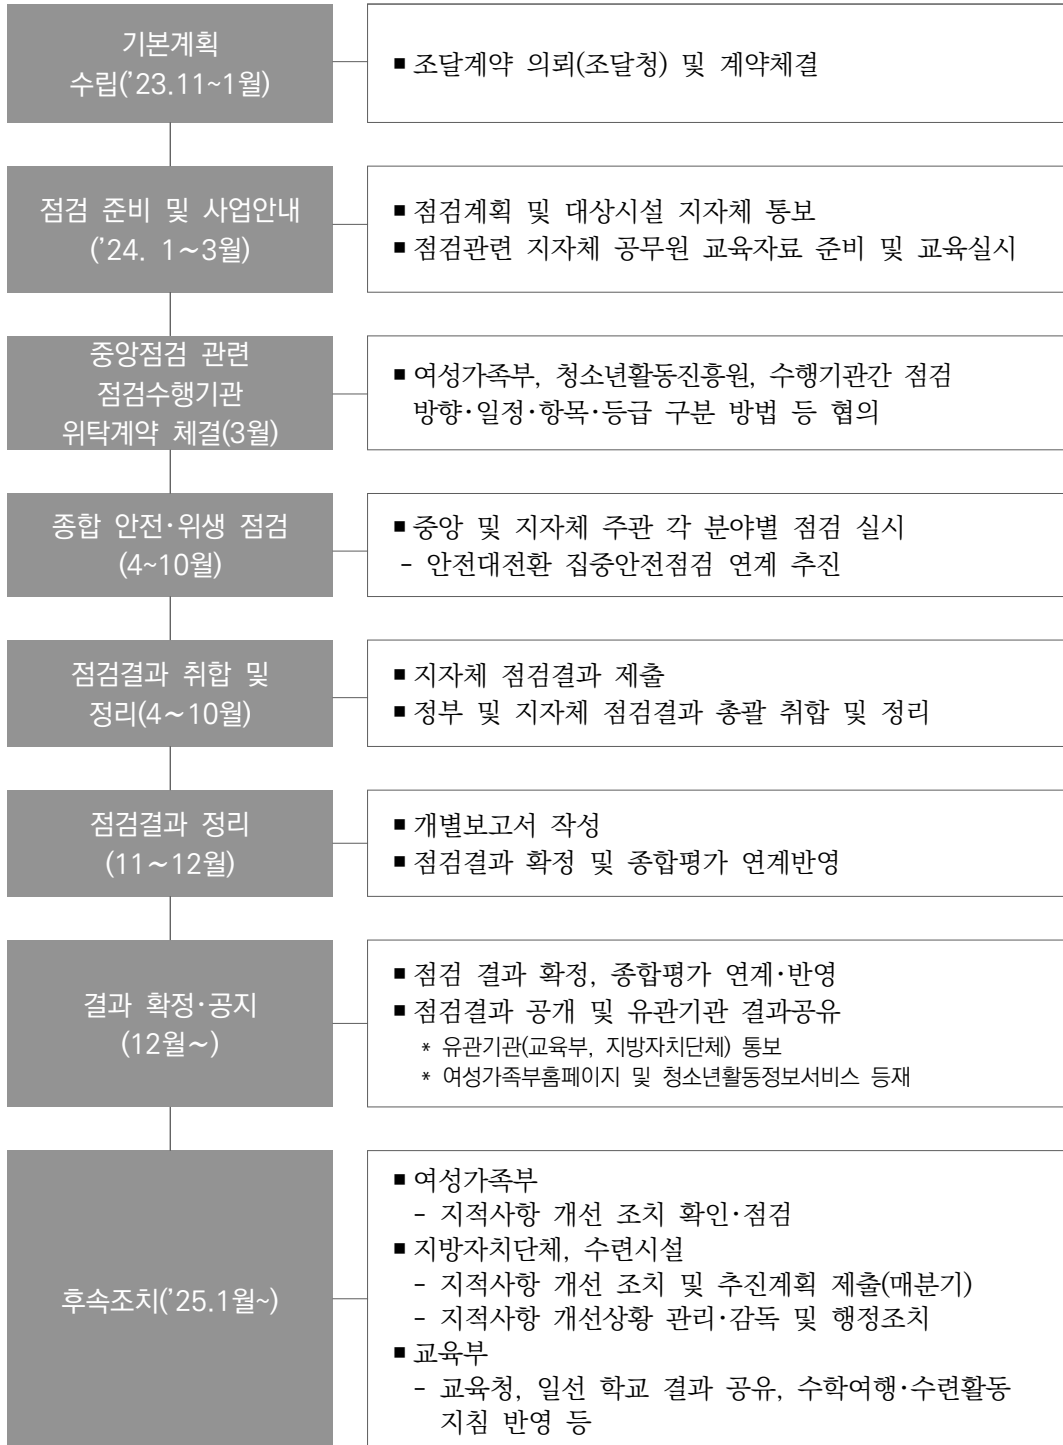 기본계획
수립('23.11~1월)
■ 조달계약 의뢰(조달청) 및 계약체결
점검 준비 및 사업안내
('24. 1～3월)
■ 점검계획 및 대상시설 지자체 통보
■ 점검관련 지자체 공무원 교육자료 준비 및 교육실시
중앙점검 관련
점검수행기관
위탁계약 체결(3월)
■ 여성가족부, 청소년활동진흥원, 수행기관간 점검
방향·일정·항목·등급 구분 방법 등 협의
종합 안전·위생 점검
(4~10월)
■ 중앙 및 지자체 주관 각 분야별 점검 실시
- 안전대전환 집중안전점검 연계 추진
점검결과 취합 및
정리(4～10월)
■ 지자체 점검결과 제출
■ 정부 및 지자체 점검결과 총괄 취합 및 정리
점검결과 정리
(11～12월)
■ 개별보고서 작성
■ 점검결과 확정 및 종합평가 연계반영
결과 확정·공지
(12월～)
■ 점검 결과 확정, 종합평가 연계·반영
■ 점검결과 공개 및 유관기관 결과공유
* 유관기관(교육부, 지방자치단체) 통보
* 여성가족부홈페이지 및 청소년활동정보서비스 등재
후속조치('25.1월~)
■ 여성가족부
- 지적사항 개선 조치 확인·점검
■ 지방자치단체, 수련시설
- 지적사항 개선 조치 및 추진계획 제출(매분기)
- 지적사항 개선상황 관리·감독 및 행정조치
■ 교육부
- 교육청, 일선 학교 결과 공유, 수학여행·수련활동
지침 반영 등